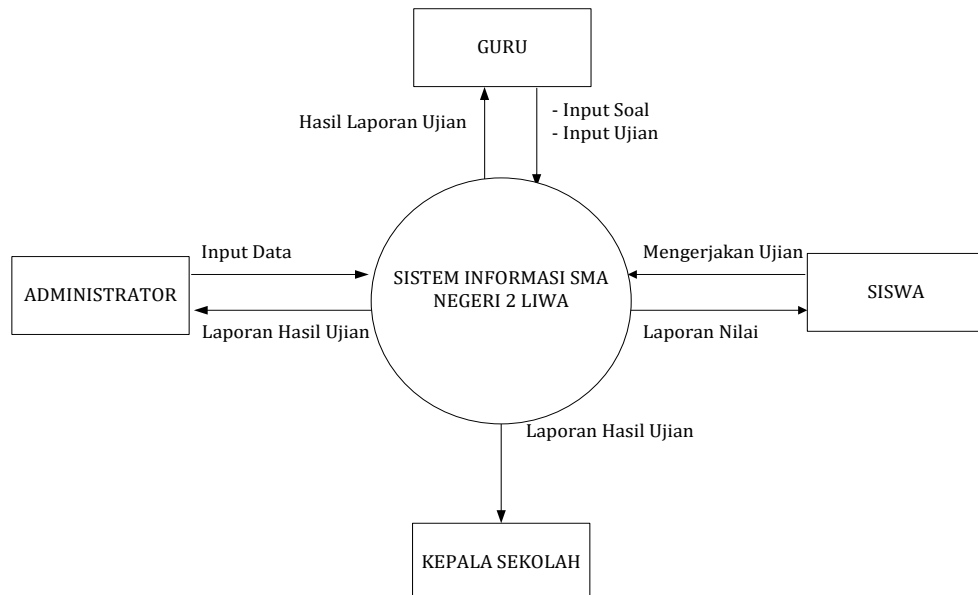 GURU
Hasil Laporan Ujian
- Input Soal
- Input Ujian
Input Data
Mengerjakan Ujian
ADMINISTRATOR
SISTEM INFORMASI SMA
NEGERI 2 LIWA
SISWA
Laporan Hasil Ujian
Laporan Nilai
Laporan Hasil Ujian
KEPALA SEKOLAH